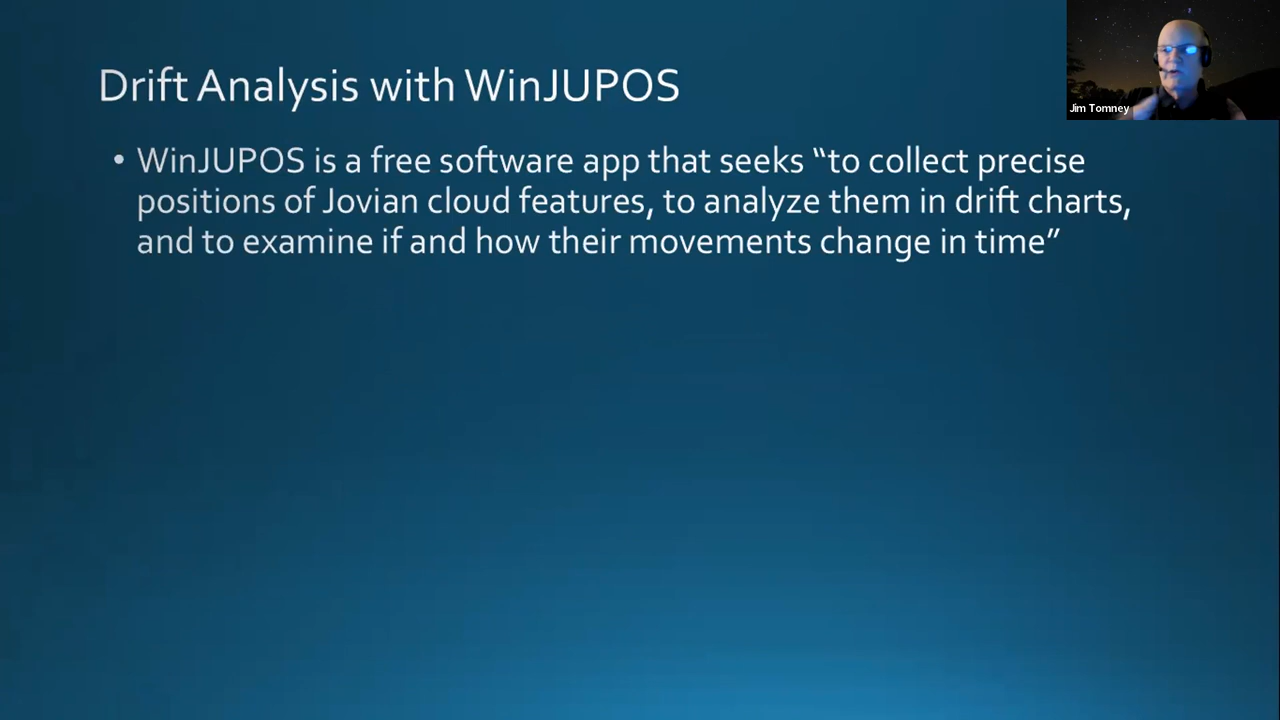 Drift Analysis with WinJUPOS
• WinJUPOS is a free software app that seeks “to collect precise
positions of Jovian cloud features, to analyze them in drift charts,
and to examine if and how their movements change in time”
Jim Tomney